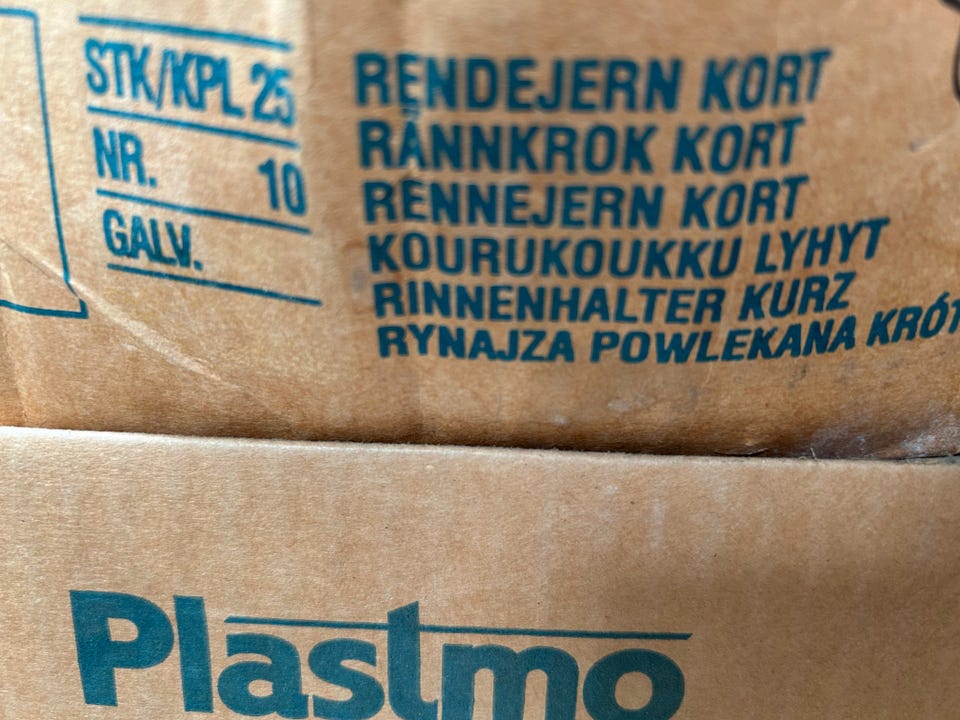 STK/KPL 25
NR. 10
GALV.
RENDEJERN KORT
RÄNNKROK KORT
RENNEJERN KORT
KOURUKOUKKU LYHYT
RINNENHALTER KURZ
RYNAJZA POWLEKANA
Plastmo